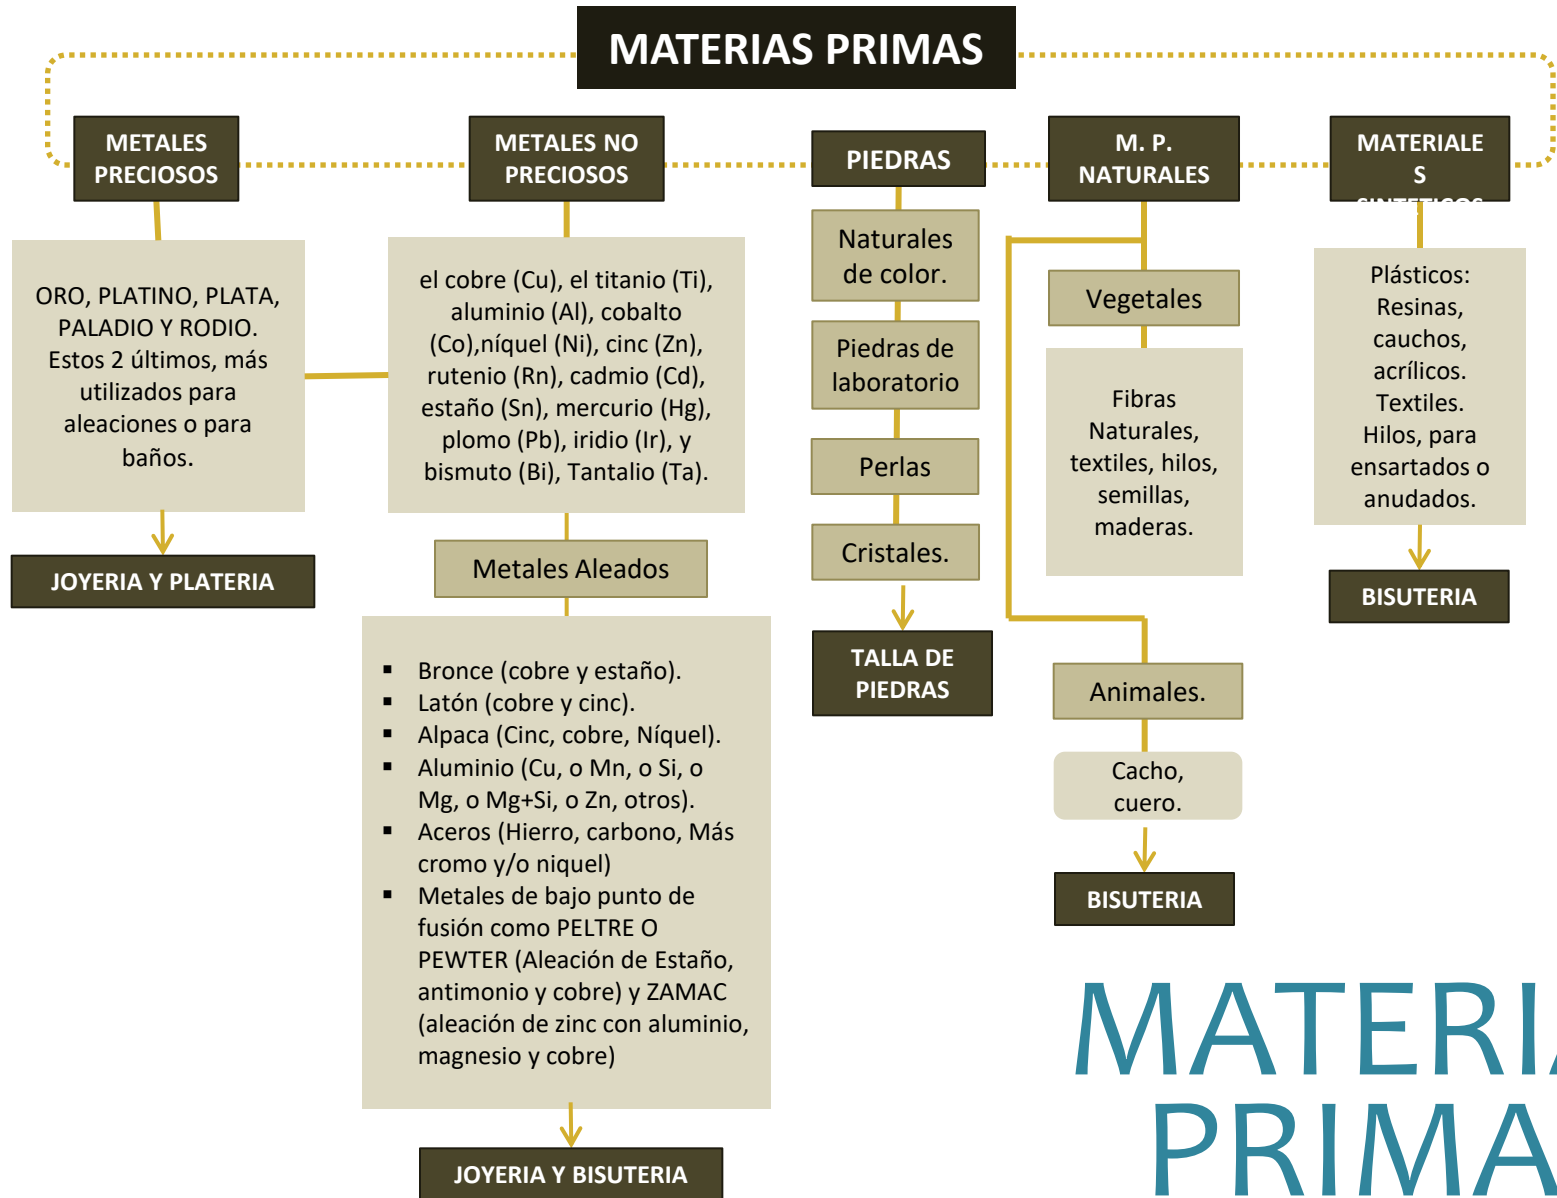 MATERIAS PRIMAS
METALES
PRECIOSOS
ORO, PLATINO, PLATA,
PALADIO Y RODIO.
Estos 2 últimos, más
utilizados para
aleaciones o para
baños.
JOYERIA Y PLATERIA
METALES NO
PRECIOSOS
el cobre (Cu), el titanio (Ti),
aluminio (Al), cobalto
(Co),níquel (Ni), cinc (Zn),
rutenio (Rn), cadmio (Cd),
estaño (Sn), mercurio (Hg),
plomo (Pb), iridio (Ir), y
bismuto (Bi), Tantalio (Ta).
Metales Aleados
▪ Bronce (cobre y estaño).
▪ Latón (cobre y cinc).
▪ Alpaca (Cinc, cobre, Níquel).
▪ Aluminio (Cu, o Mn, o Si, o
Mg, o Mg+Si, o Zn, otros).
▪ Aceros (Hierro, carbono, Más
cromo y/o niquel)
▪ Metales de bajo punto de
fusión como PELTRE O
PEWTER (Aleación de Estaño,
antimonio y cobre) y ZAMAC
(aleación de zinc con aluminio,
magnesio y cobre)
JOYERIA Y BISUTERIA
PIEDRAS
Naturales
de color.
Piedras de
laboratorio
Perlas
Cristales.
TALLA DE
PIEDRAS
M. P.
NATURALES
Vegetales
Fibras
Naturales,
textiles, hilos,
semillas,
maderas.
Animales.
Cacho,
cuero.
BISUTERIA
MATERIALE
S
SINTETICOS
Plásticos:
Resinas,
cauchos,
acrílicos.
Textiles.
Hilos, para
ensartados o
anudados.
BISUTERIA
MATERIA
PRIMA